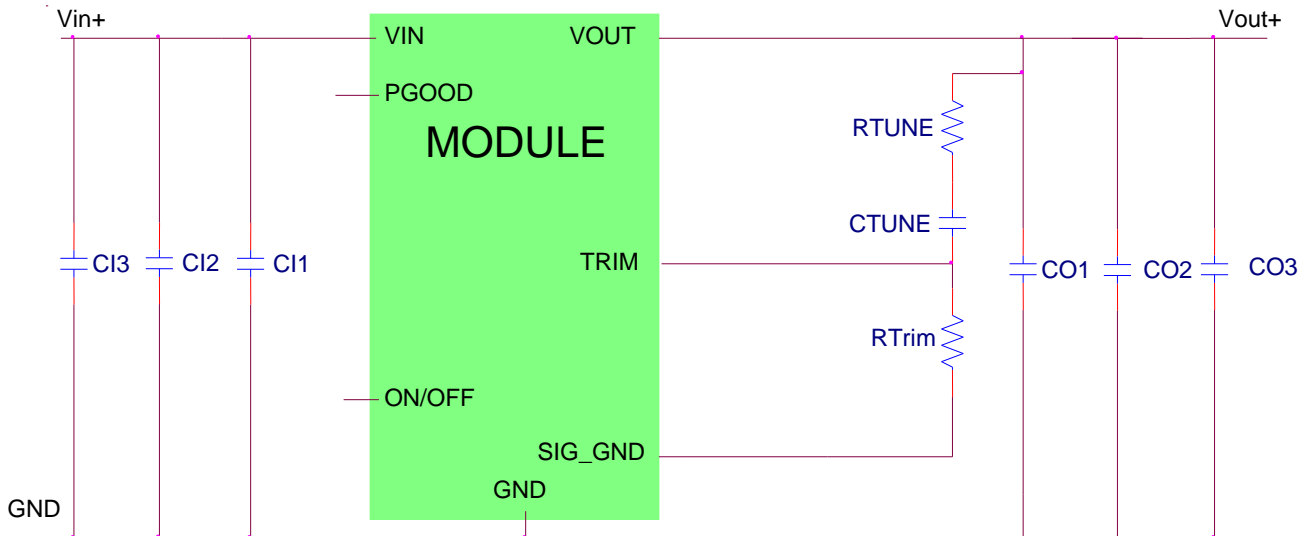 Vin+
Vout+
VIN
VOUT
PGOOD
RTUNE
MODULE
CTUNE
CI3
CI2
CI1
TRIM
CO1
CO2
CO3
RTrim
ON/OFF
SIG_GND
GND
GND